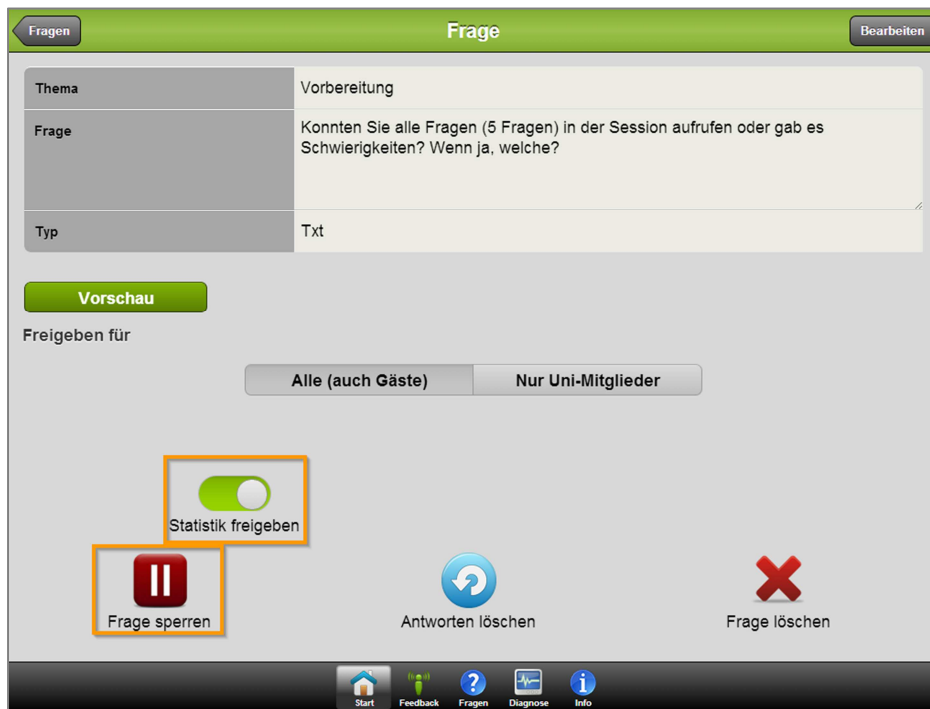 Fragen
Frage
Bearbeiten
Thema
Vorbereitung
Frage
Konnten Sie alle Fragen (5 Fragen) in der Session aufrufen oder gab es
Schwierigkeiten? Wenn ja, welche?
Typ
Txt
Vorschau
Freigeben für
Alle (auch Gäste)
Nur Uni-Mitglieder
Statistik freigeben
Frage sperren
Antworten löschen
Frage löschen
Start
Feedback
Fragen
Diagnose
Info